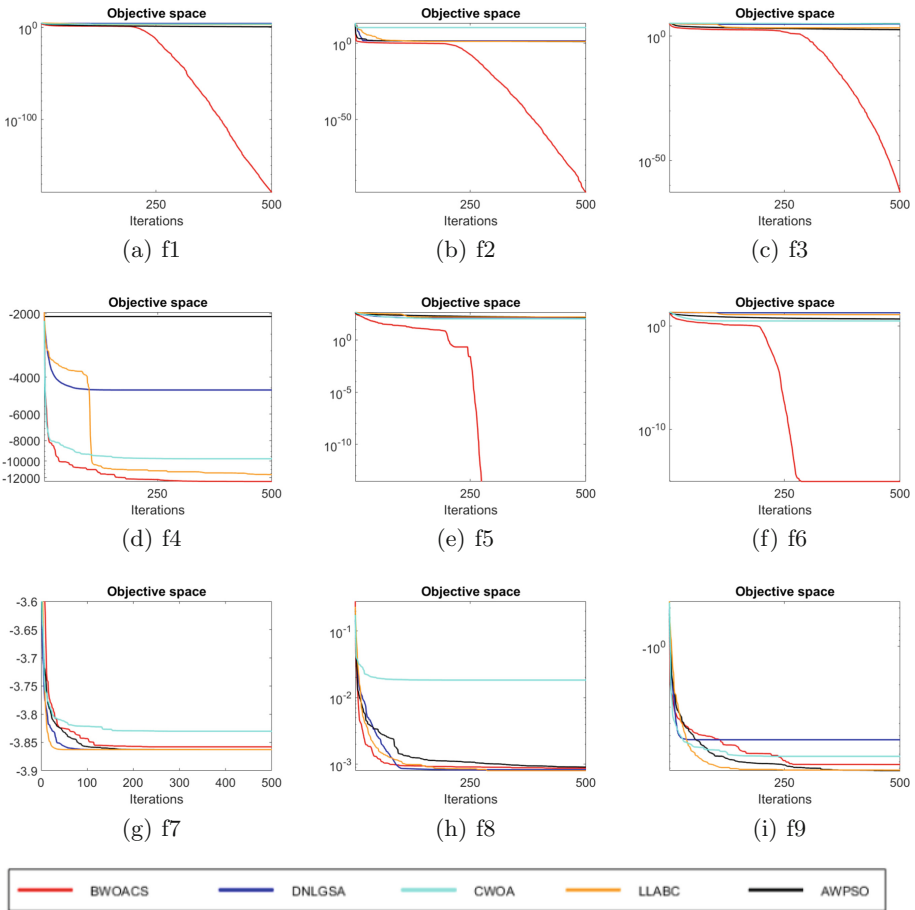 Objective space
10^0
10^-100
250
500
Iterations
(a) f1
Objective space
10^0
10^-50
250
500
Iterations
(b) f2
Objective space
10^0
10^-50
250
500
Iterations
(c) f3
Objective space
-2000
-4000
-6000
-8000
-10000
-12000
250
500
Iterations
(d) f4
Objective space
10^0
10^-5
10^-10
250
500
Iterations
(e) f5
Objective space
10^0
10^-10
250
500
Iterations
(f) f6
Objective space
-3.6
-3.65
-3.7
-3.75
-3.8
-3.85
-3.9
0 100 200 300 400 500
Iterations
(g) f7
Objective space
10^-1
10^-2
10^-3
250
500
Iterations
(h) f8
Objective space
-10^0
250
500
Iterations
(i) f9
BWOACS DNLGSA CWOA LLABC AWPSO